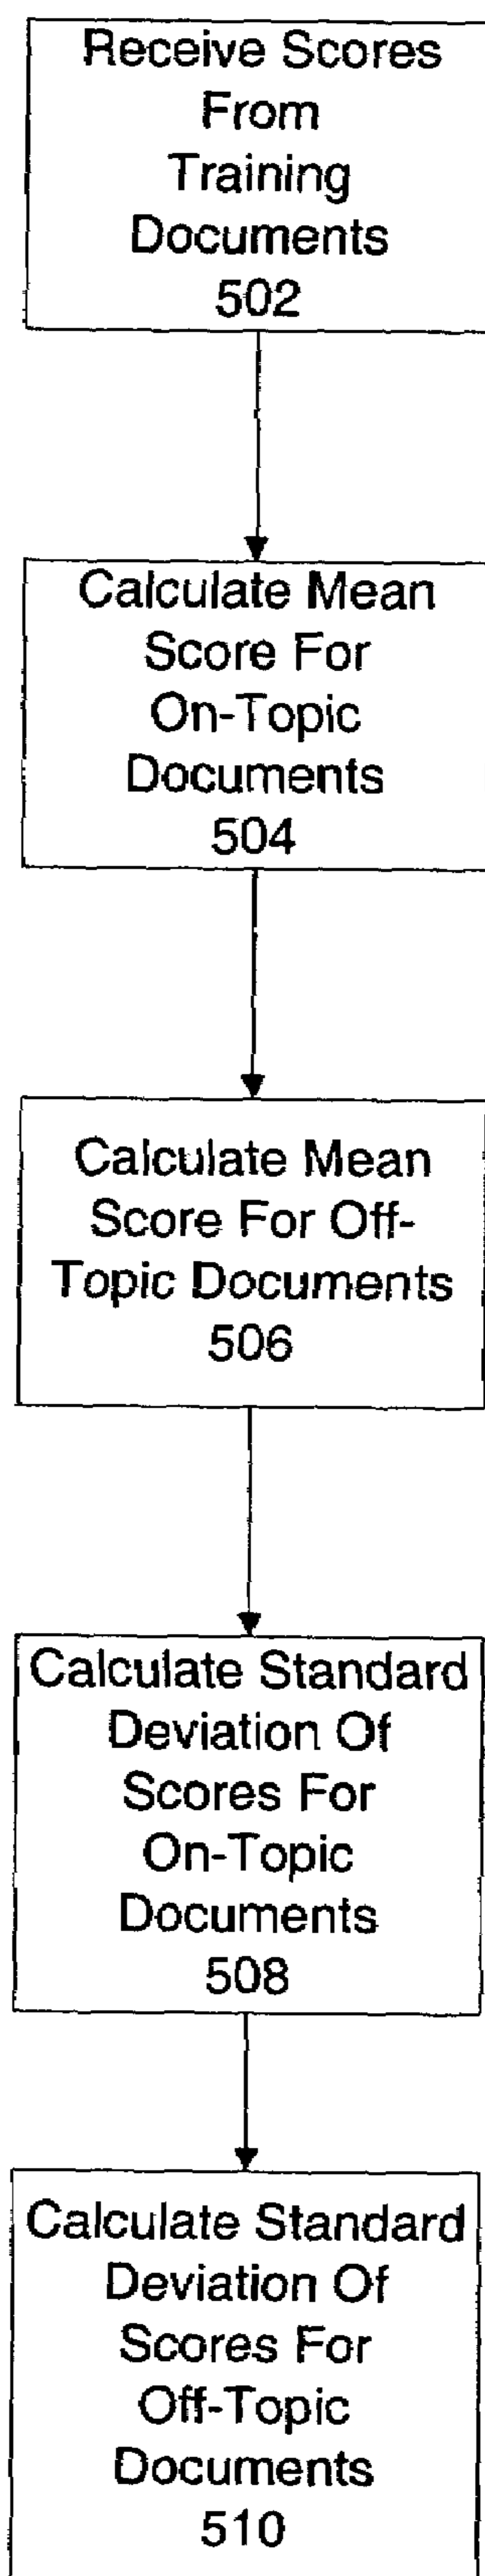 Receive Scores
From
Training
Documents
502
Calculate Mean
Score For
On-Topic
Documents
504
Calculate Mean
Score For Off-
Topic Documents
506
Calculate Standard
Deviation Of
Scores For
On-Topic
Documents
508
Calculate Standard
Deviation Of
Scores For
Off-Topic
Documents
510